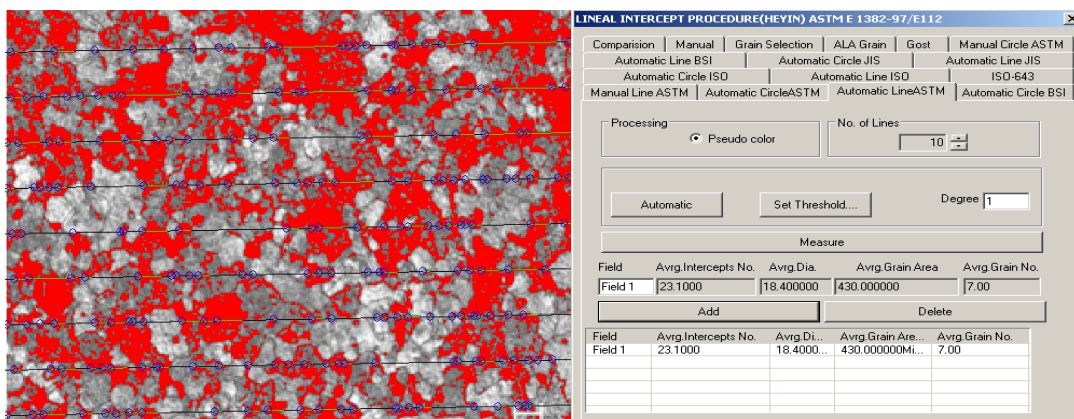 LINEAL INTERCEPT PROCEDURE(HEYIN) ASTM E 1382-97/E112
Comparision Manual Grain Selection ALA Grain Gost Manual Circle ASTM
Automatic Line BSI Automatic Circle JIS Automatic Line JIS
Automatic Circle ISO Automatic Line ISO ISO-643
Manual Line ASTM Automatic CircleASTM Automatic LineASTM Automatic Circle BSI
Processing No. of Lines
Pseudo color 10
Automatic Set Threshold.... Degree 1
Measure
Field Avrg.Intercepts No. Avrg.Dia. Avrg.Grain Area Avrg.Grain No.
Field 1 23.1000 18.400000 430.000000 7.00
Add Delete
Field Avrg.Intercepts No. Avrg.Di... Avrg.Grain Are... Avrg.Grain No.
Field 1 23.1000 18.4000... 430.000000Mi... 7.00